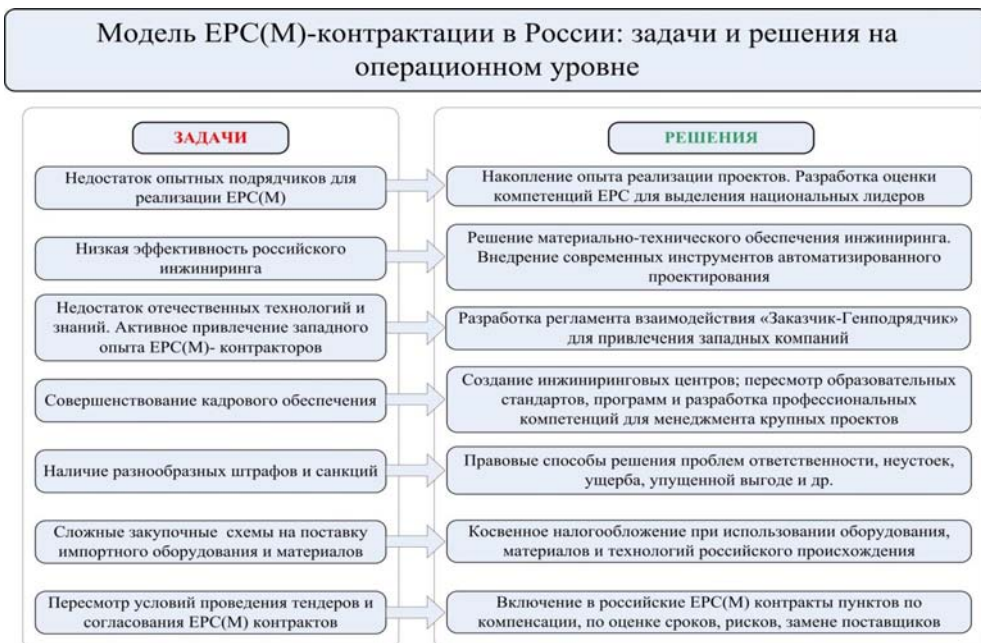 Модель EPC(M)-контрактации в России: задачи и решения на
операционном уровне
ЗАДАЧИ
РЕШЕНИЯ
Недостаток опытных подрядчиков для
реализации EPC(M)
Накопление опыта реализации проектов. Разработка оценки
компетенций EPC для выделения национальных лидеров
Низкая эффективность российского
инжиниринга
Решение материально-технического обеспечения инжиниринга.
Внедрение современных инструментов автоматизированного
проектирования
Недостаток отечественных технологий и
знаний. Активное привлечение западного
опыта EPC(M)- контракторов
Разработка регламента взаимодействия «Заказчик-Генподрядчик»
для привлечения западных компаний
Совершенствование кадрового обеспечения
Создание инжиниринговых центров; пересмотр образовательных
стандартов, программ и разработка профессиональных
компетенций для менеджмента крупных проектов
Наличие разнообразных штрафов и санкций
Правовые способы решения проблем ответственности, неустоек,
ущерба, упущенной выгоде и др.
Сложные закупочные схемы на поставку
импортного оборудования и материалов
Косвенное налогообложение при использовании оборудования,
материалов и технологий российского происхождения
Пересмотр условий проведения тендеров и
согласования EPC(M) контрактов
Включение в российские EPC(M) контракты пунктов по
компенсации, по оценке сроков, рисков, замене поставщиков